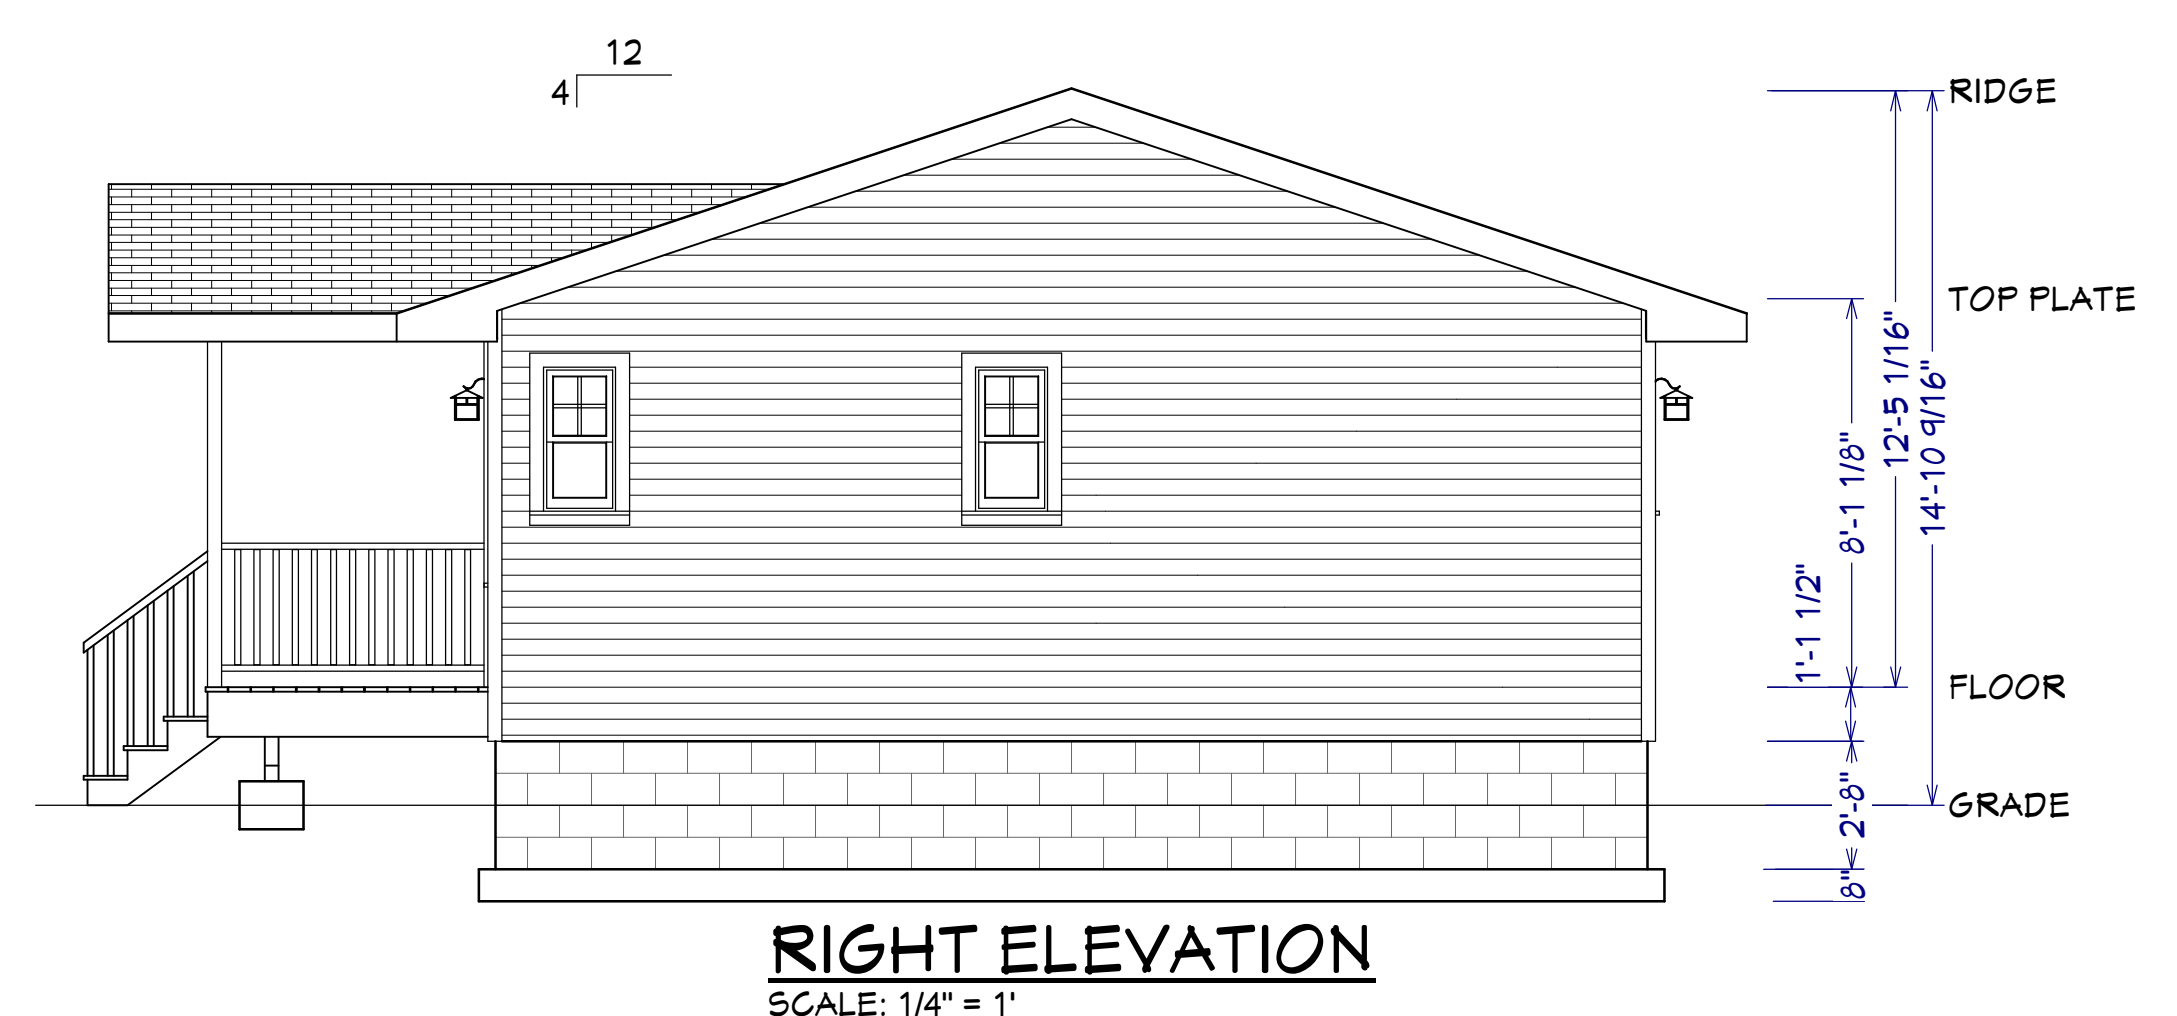 12
4
RIDGE
TOP PLATE
12'-5 1/16"
14'-10 9/16"
8'-1 1/8"
1'-1 1/2"
FLOOR
2'-8"
GRADE
8"
RIGHT ELEVATION
SCALE: 1/4" = 1'